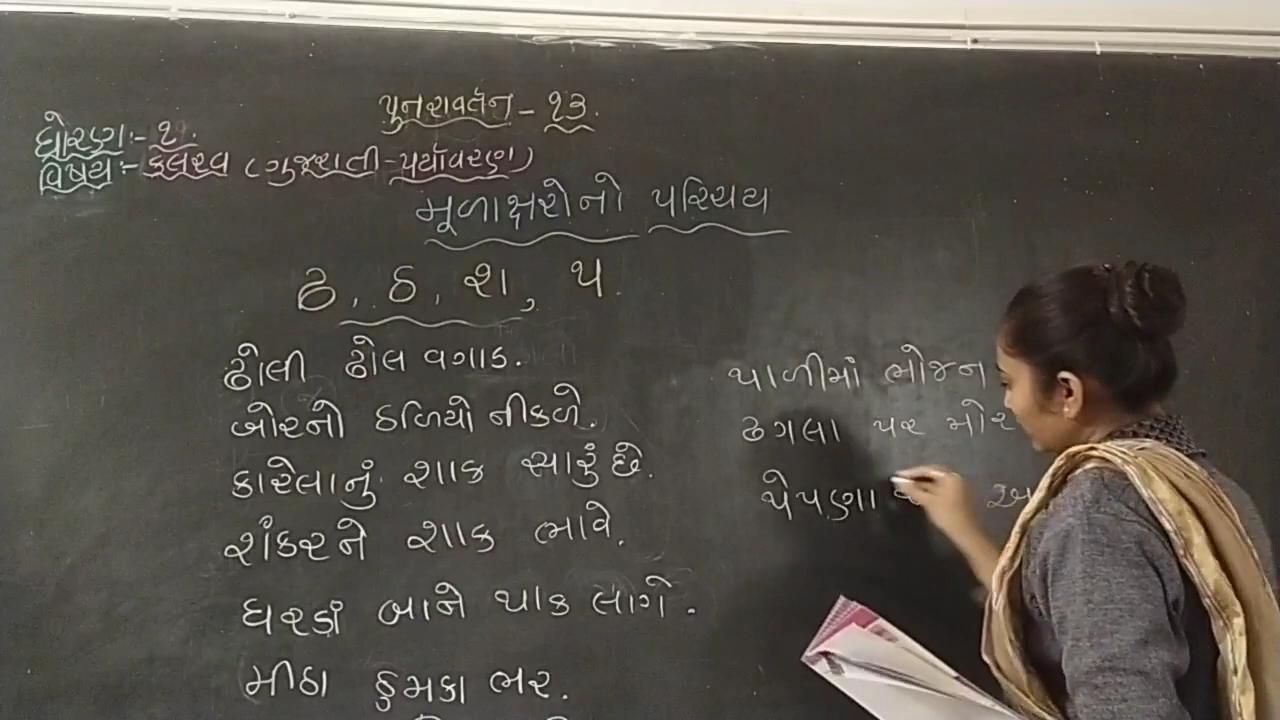 પુનરાવર્તન - ૧૩.
ધોરણ:- ૧.
વિષય:- કલરવ (ગુજરાતી-પર્યાવરણ)
મૂળાક્ષરોનો પરિચય
ઢ, ઠ, શ, થ
ઢોલી ઢોલ વગાડ.
બોરનો ઠળિયો નીકળે.
કારેલાનું શાક સારું છે.
શંકરને શાક ભાવે.
ઘરડાં બાને થાક લાગે.
મીઠા ઠુમકા ભર.
થાળીમાં ભોજન
ઢગલા પર મોર
થેપણા